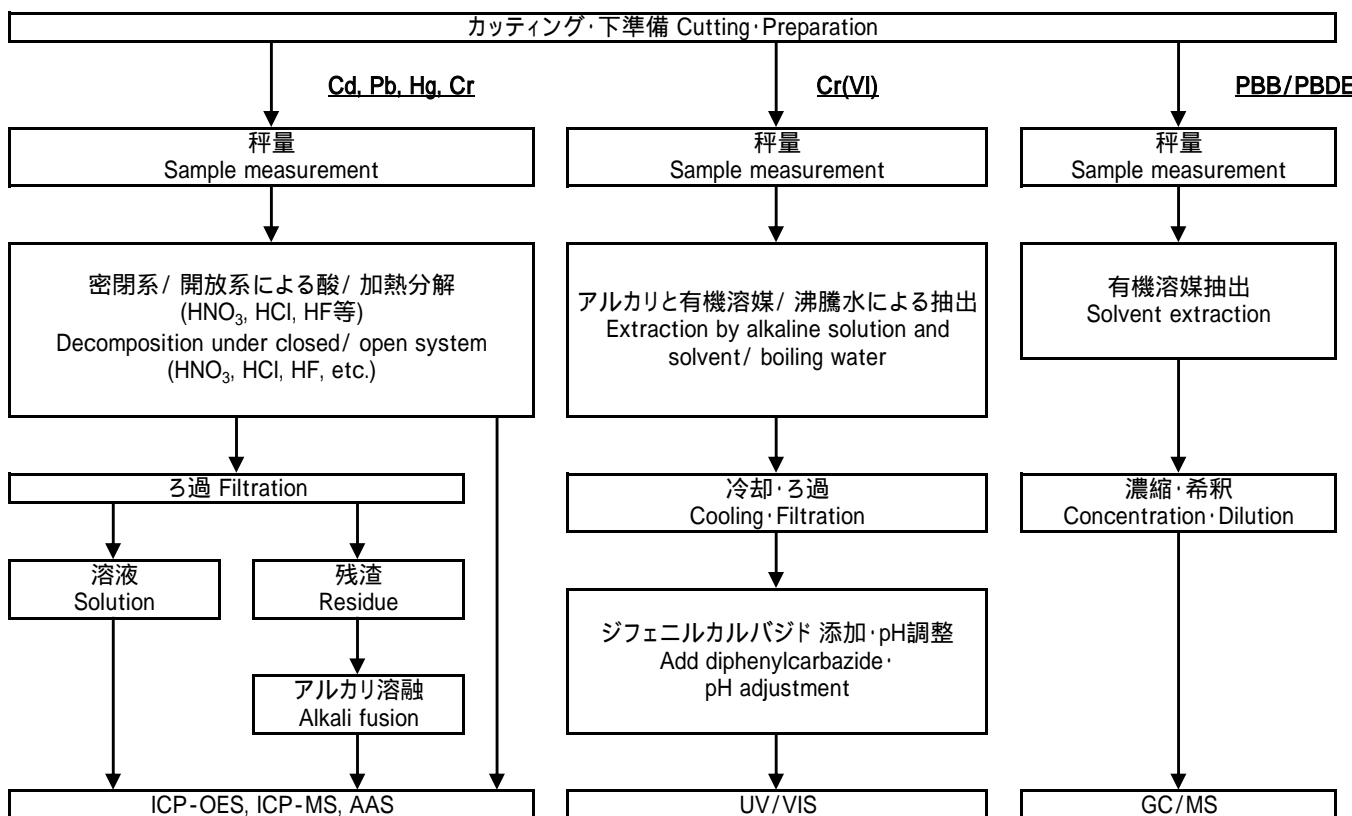 カッティング・下準備 Cutting・Preparation
Cd, Pb, Hg, Cr
Cr(VI)
PBB/PBDE
秤量
Sample measurement
秤量
Sample measurement
秤量
Sample measurement
密閉系/ 開放系による酸/ 加熱分解
(HNO₃, HCl, HF等)
Decomposition under closed/ open system
(HNO₃, HCl, HF, etc.)
アルカリと有機溶媒/ 沸騰水による抽出
Extraction by alkaline solution and
solvent/ boiling water
有機溶媒抽出
Solvent extraction
ろ過 Filtration
冷却・ろ過
Cooling・Filtration
濃縮・希釈
Concentration・Dilution
溶液
Solution
残渣
Residue
ジフェニルカルバジド 添加・pH調整
Add diphenylcarbazide・
pH adjustment
アルカリ溶融
Alkali fusion
ICP-OES, ICP-MS, AAS
UV/VIS
GC/MS